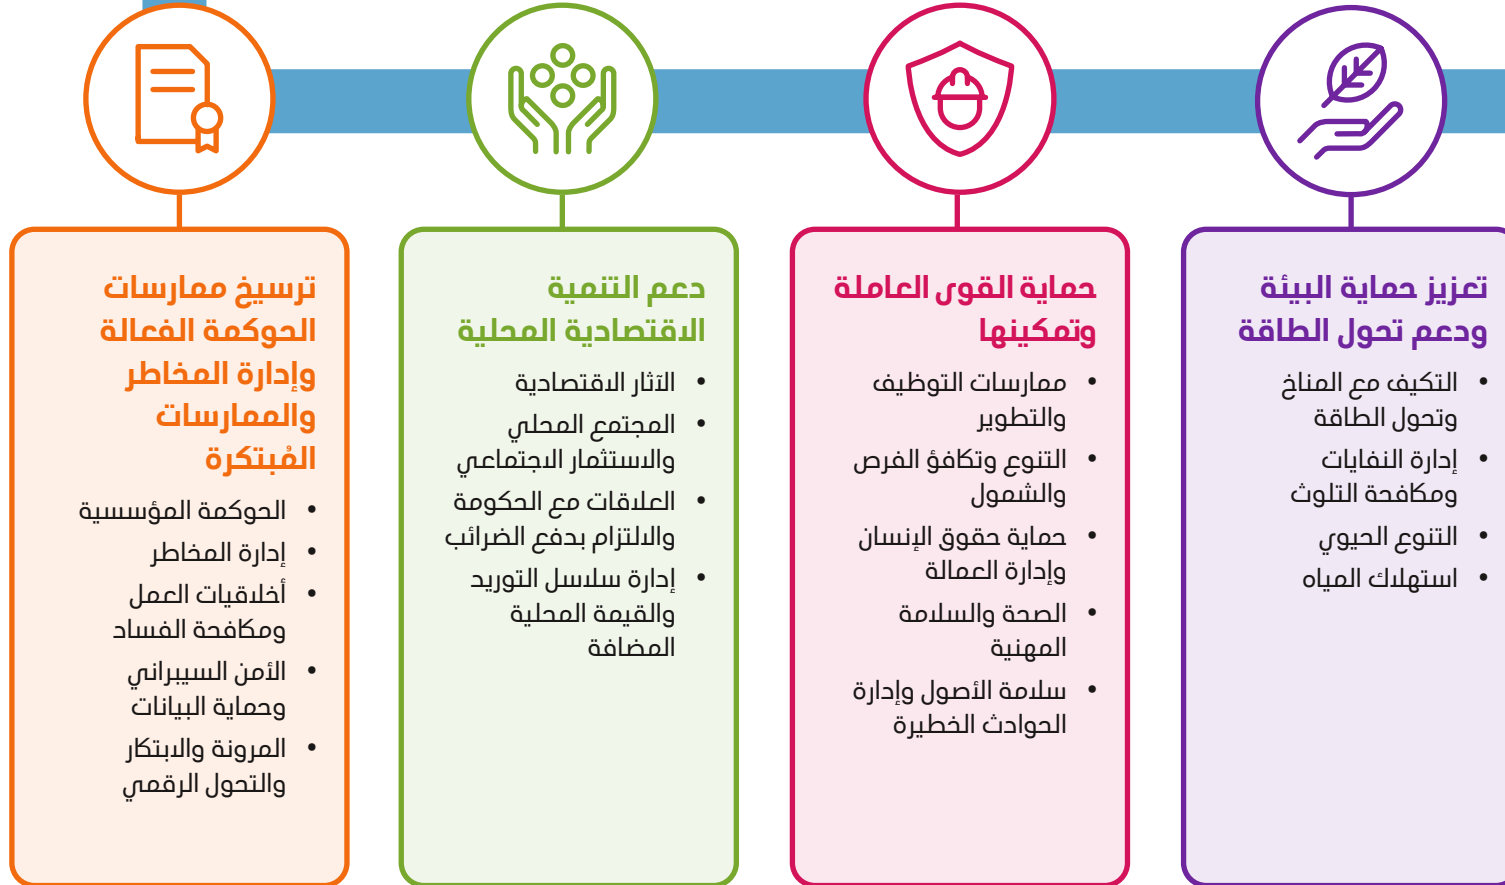 تعزيز حماية البيئة
ودعم تحول الطاقة
• التكيف مع المناخ
وتحول الطاقة
• إدارة النفايات
ومكافحة التلوث
• التنوع الحيوي
• استهلاك المياه
حماية القوى العاملة
وتمكينها
• ممارسات التوظيف
والتطوير
• التنوع وتكافؤ الفرص
والشمول
• حماية حقوق الإنسان
وإدارة العمالة
• الصحة والسلامة
المهنية
• سلامة الأصول وإدارة
الحوادث الخطيرة
دعم التنمية
الاقتصادية المحلية
• الآثار الاقتصادية
• المجتمع المحلي
والاستثمار الاجتماعي
• العلاقات مع الحكومة
والالتزام بدفع الضرائب
• إدارة سلاسل التوريد
والقيمة المحلية
المضافة
ترسيخ ممارسات
الحوكمة الفعالة
وإدارة المخاطر
والممارسات
المُبتكرة
• الحوكمة المؤسسية
• إدارة المخاطر
• أخلاقيات العمل
ومكافحة الفساد
• الأمن السيبراني
وحماية البيانات
• المرونة والابتكار
والتحول الرقمي